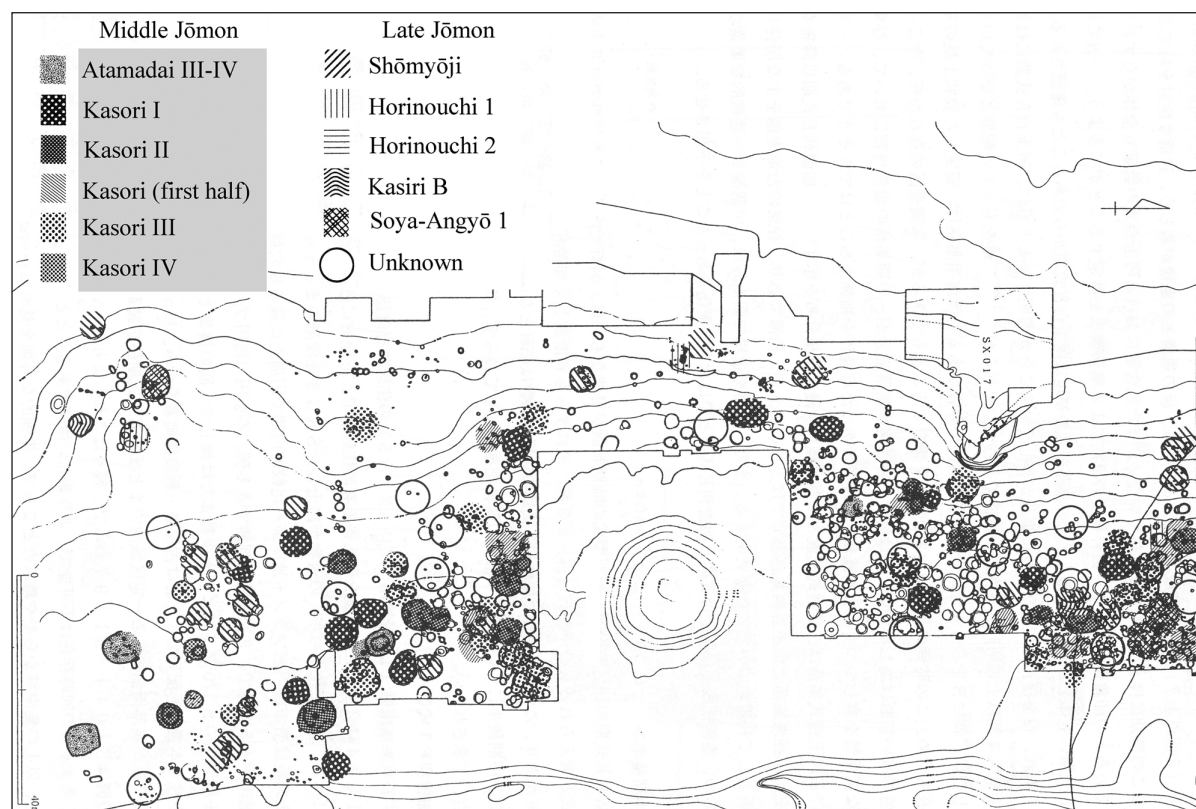 Middle Jōmon
Atamadai III-IV
Kasori I
Kasori II
Kasori (first half)
Kasori III
Kasori IV
Late Jōmon
Shōmyōji
Horinouchi 1
Horinouchi 2
Kasiri B
Soya-Angyō 1
Unknown
SX017
0